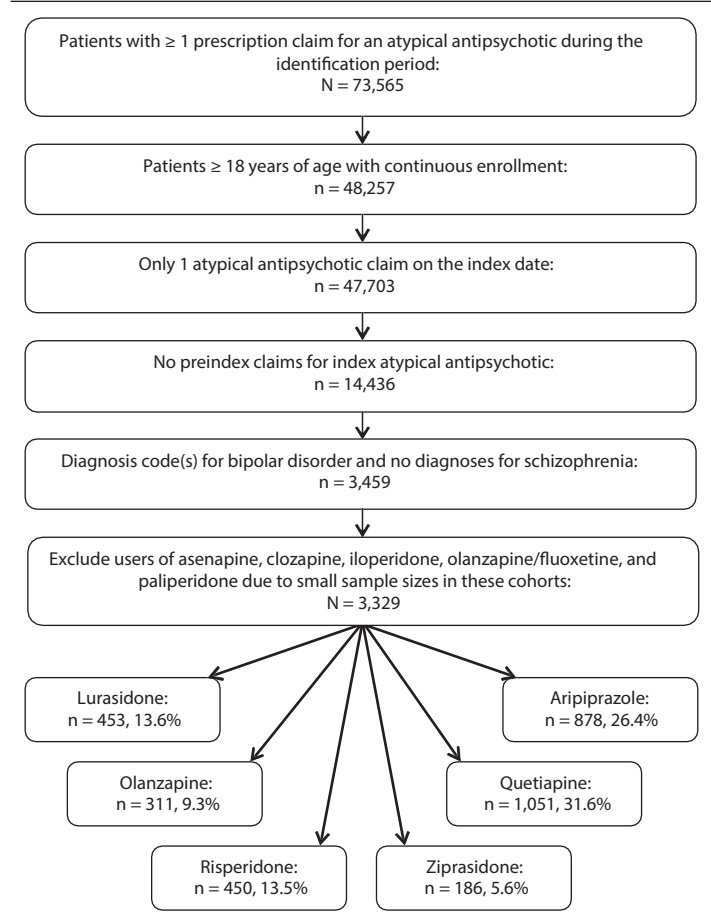 Patients with ≥ 1 prescription claim for an atypical antipsychotic during the
identification period:
N = 73,565
Patients ≥ 18 years of age with continuous enrollment:
n = 48,257
Only 1 atypical antipsychotic claim on the index date:
n = 47,703
No preindex claims for index atypical antipsychotic:
n = 14,436
Diagnosis code(s) for bipolar disorder and no diagnoses for schizophrenia:
n = 3,459
Exclude users of asenapine, clozapine, iloperidone, olanzapine/fluoxetine, and
paliperidone due to small sample sizes in these cohorts:
N = 3,329
Lurasidone:
n = 453, 13.6%
Aripiprazole:
n = 878, 26.4%
Olanzapine:
n = 311, 9.3%
Quetiapine:
n = 1,051, 31.6%
Risperidone:
n = 450, 13.5%
Ziprasidone:
n = 186, 5.6%